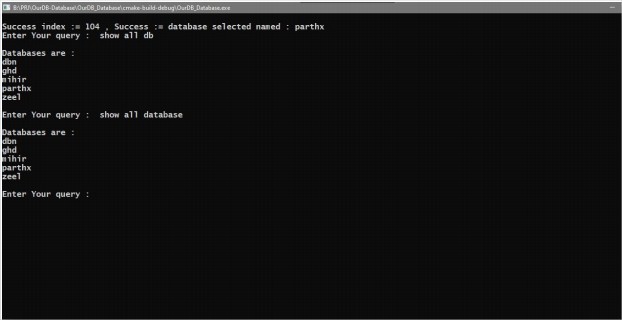 B:\PRJ\OurDB-Database\OurDB_Database\cmake-build-debug\OurDB_Database.exe
Success index := 104 , Success := database selected named : parthx
Enter Your query :  show all db
Databases are :
dbn
ghd
mihir
parthx
zeel
Enter Your query :  show all database
Databases are :
dbn
ghd
mihir
parthx
zeel
Enter Your query :